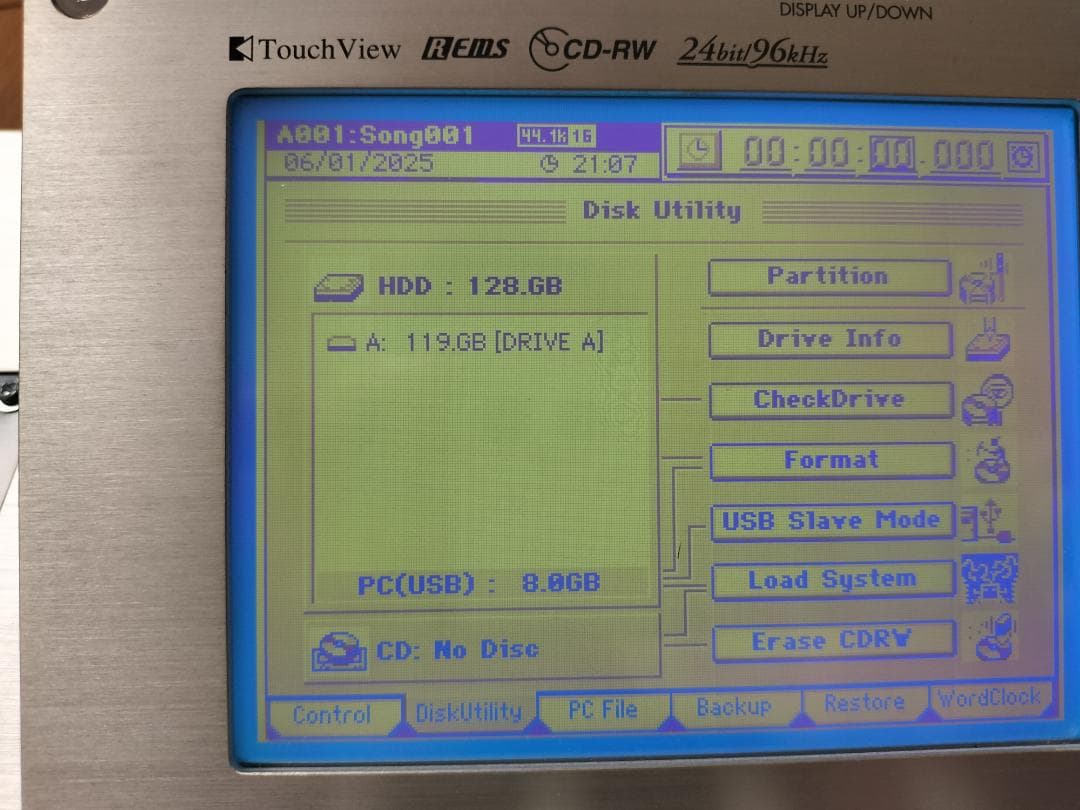 DISPLAY UP/DOWN
TouchView REMS CD-RW 24bit/96kHz
A001:Song001 44.1k 16
06/01/2025 21:07
00:00:00.000
Disk Utility
HDD : 128.GB
A: 119.GB [DRIVE A]
PC(USB) : 8.0GB
CD: No Disc
Partition
Drive Info
CheckDrive
Format
USB Slave Mode
Load System
Erase CDRW
Control DiskUtility PC File Backup Restore WordClock